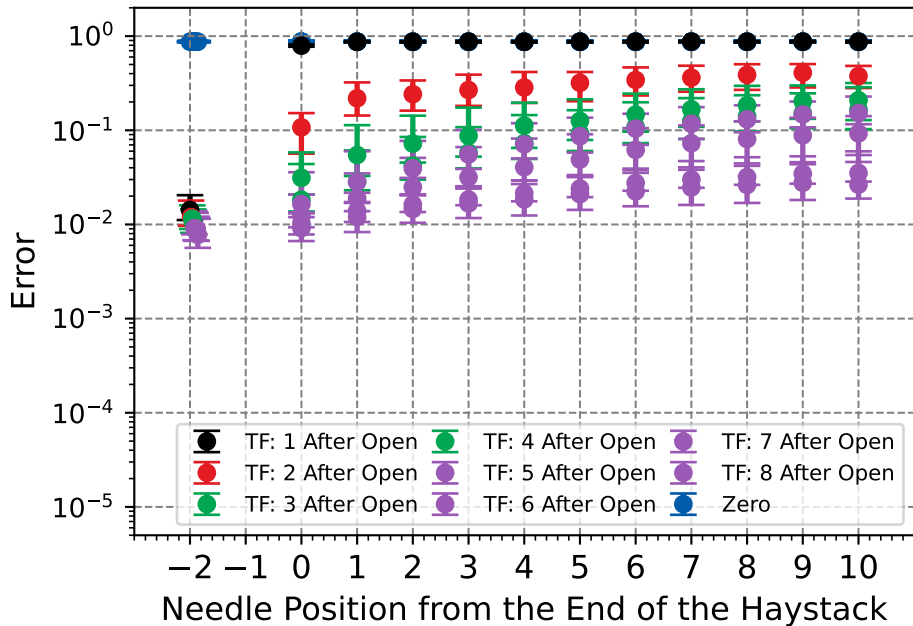 10^0
10^−1
10^−2
10^−3
10^−4
10^−5
Error
TF: 1 After Open TF: 4 After Open TF: 7 After Open
TF: 2 After Open TF: 5 After Open TF: 8 After Open
TF: 3 After Open TF: 6 After Open Zero
−2 −1 0 1 2 3 4 5 6 7 8 9 10
Needle Position from the End of the Haystack